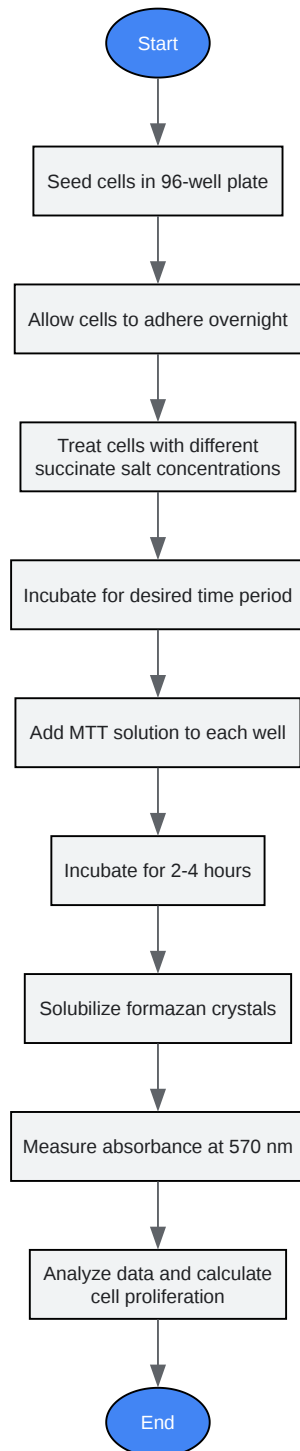 Start
Seed cells in 96-well plate
Allow cells to adhere overnight
Treat cells with different
succinate salt concentrations
Incubate for desired time period
Add MTT solution to each well
Incubate for 2-4 hours
Solubilize formazan crystals
Measure absorbance at 570 nm
Analyze data and calculate
cell proliferation
End